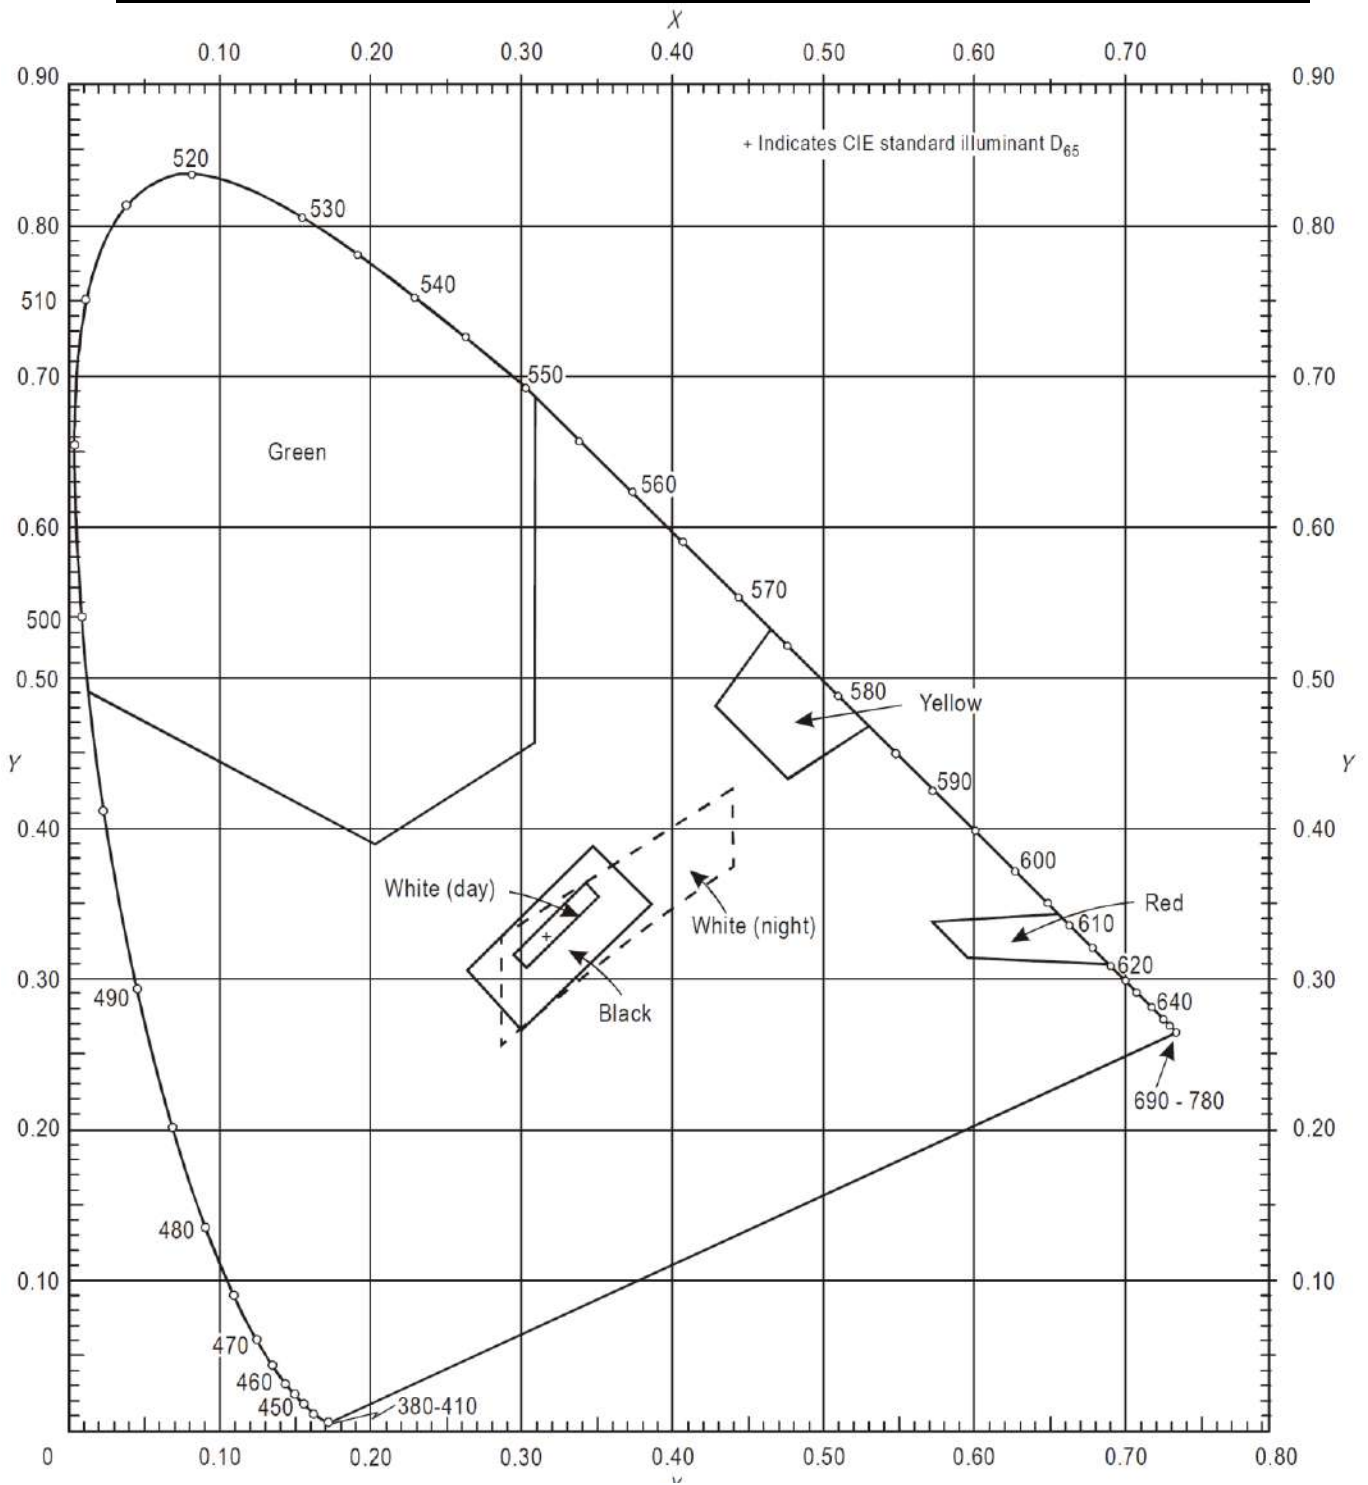 X
0.10 0.20 0.30 0.40 0.50 0.60 0.70
0.90 0.90
+ Indicates CIE standard illuminant D65
520
530
0.80 0.80
540
510
0.70 550 0.70
Green
560
0.60 0.60
570
500
0.50 580 0.50
Yellow
Y Y
590
0.40 0.40
600
White (day)
Red
610
White (night)
620
0.30 0.30
490 640
Black
690 - 780
0.20 0.20
480
0.10 0.10
470
460
450 380-410
0 0.10 0.20 0.30 0.40 0.50 0.60 0.70 0.80